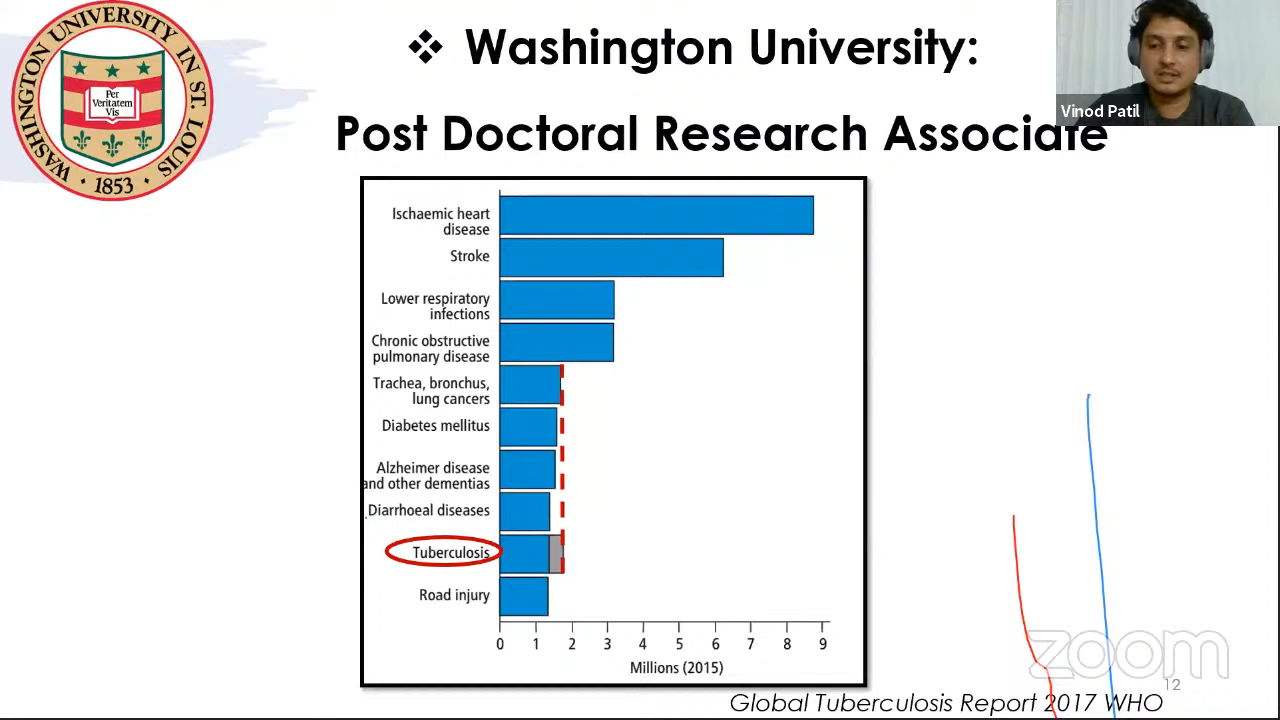 WASHINGTON UNIVERSITY IN ST. LOUIS
Per
Veritatem
Vis
· 1853 ·
❖ Washington University:
Post Doctoral Research Associate
Vinod Patil
Ischaemic heart
disease
Stroke
Lower respiratory
infections
Chronic obstructive
pulmonary disease
Trachea, bronchus,
lung cancers
Diabetes mellitus
Alzheimer disease
and other dementias
Diarrhoeal diseases
Tuberculosis
Road injury
0 1 2 3 4 5 6 7 8 9
Millions (2015)
zoom
12
Global Tuberculosis Report 2017 WHO